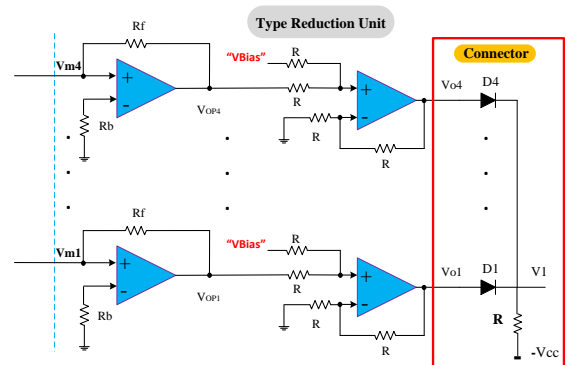 Type Reduction Unit
Connector
Rf
"VBias"
R
Vm4
R
Vo4
D4
Rb
VOP4
R
R
Rf
"VBias"
R
Vm1
R
Vo1
D1
V1
Rb
VOP1
R
R
R
-Vcc